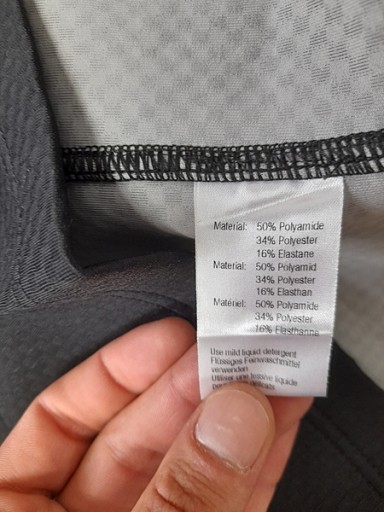 Material: 50% Polyamide
34% Polyester
16% Elastane
Material: 50% Polyamid
34% Polyester
16% Elasthan
Matériel: 50% Polyamide
34% Polyester
16% Elasthanne
Use mild liquid detergent
Flüssiges Feinwaschmittel
verwenden
Utiliser une lessive liquide
délicats